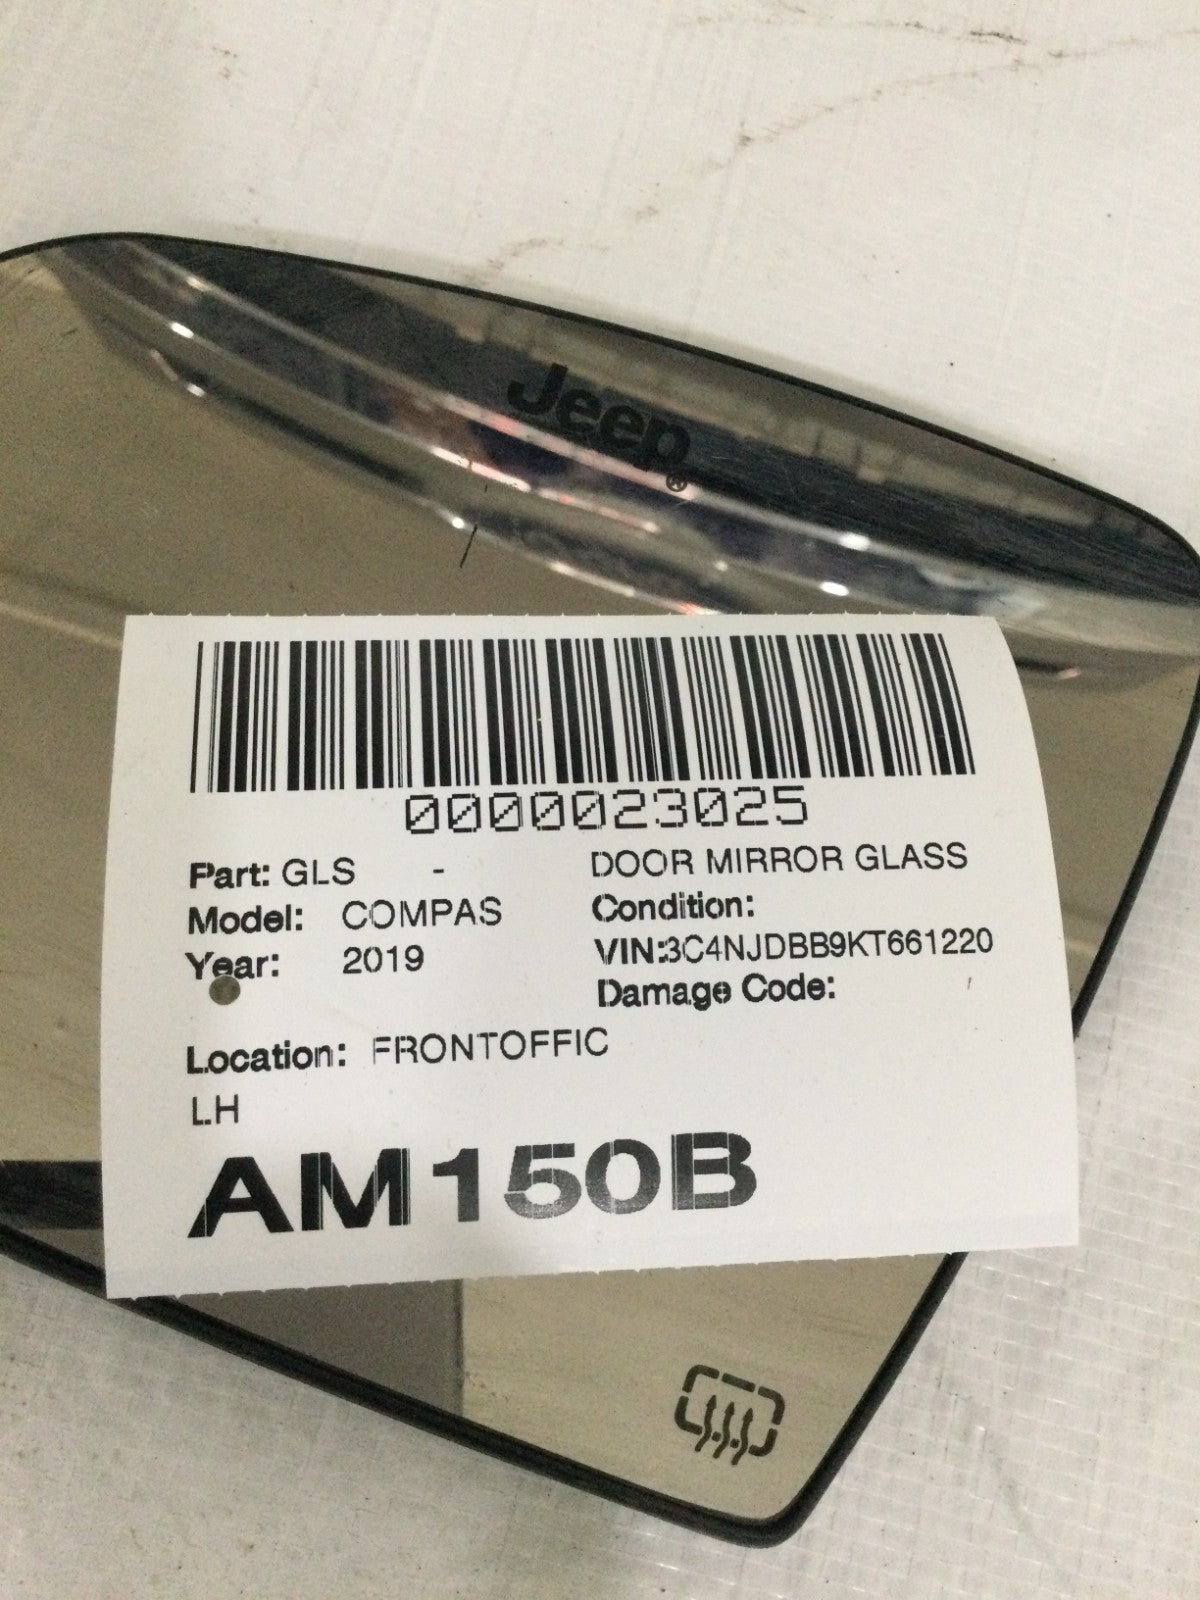 Jeep®
0000023025
Part: GLS - DOOR MIRROR GLASS
Model: COMPAS Condition:
Year: 2019 VIN:3C4NJDBB9KT661220
Damage Code:
Location: FRONTOFFIC
LH
AM150B